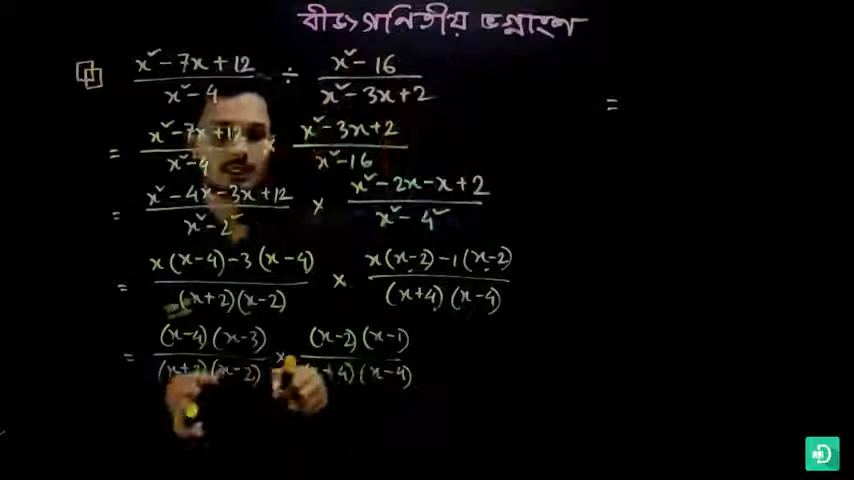 বীজগণিতীয় ভগ্নাংশ
(x² - 7x + 12)/(x² - 4) ÷ (x² - 16)/(x² - 3x + 2)
= (x² - 7x + 12)/(x² - 4) × (x² - 3x + 2)/(x² - 16)
= (x² - 4x - 3x + 12)/(x² - 2²) × (x² - 2x - x + 2)/(x² - 4²)
= (x(x-4) - 3(x-4))/((x+2)(x-2)) × (x(x-2) - 1(x-2))/((x+4)(x-4))
= ((x-4)(x-3))/((x+2)(x-2)) × ((x-2)(x-1))/((x+4)(x-4))
=